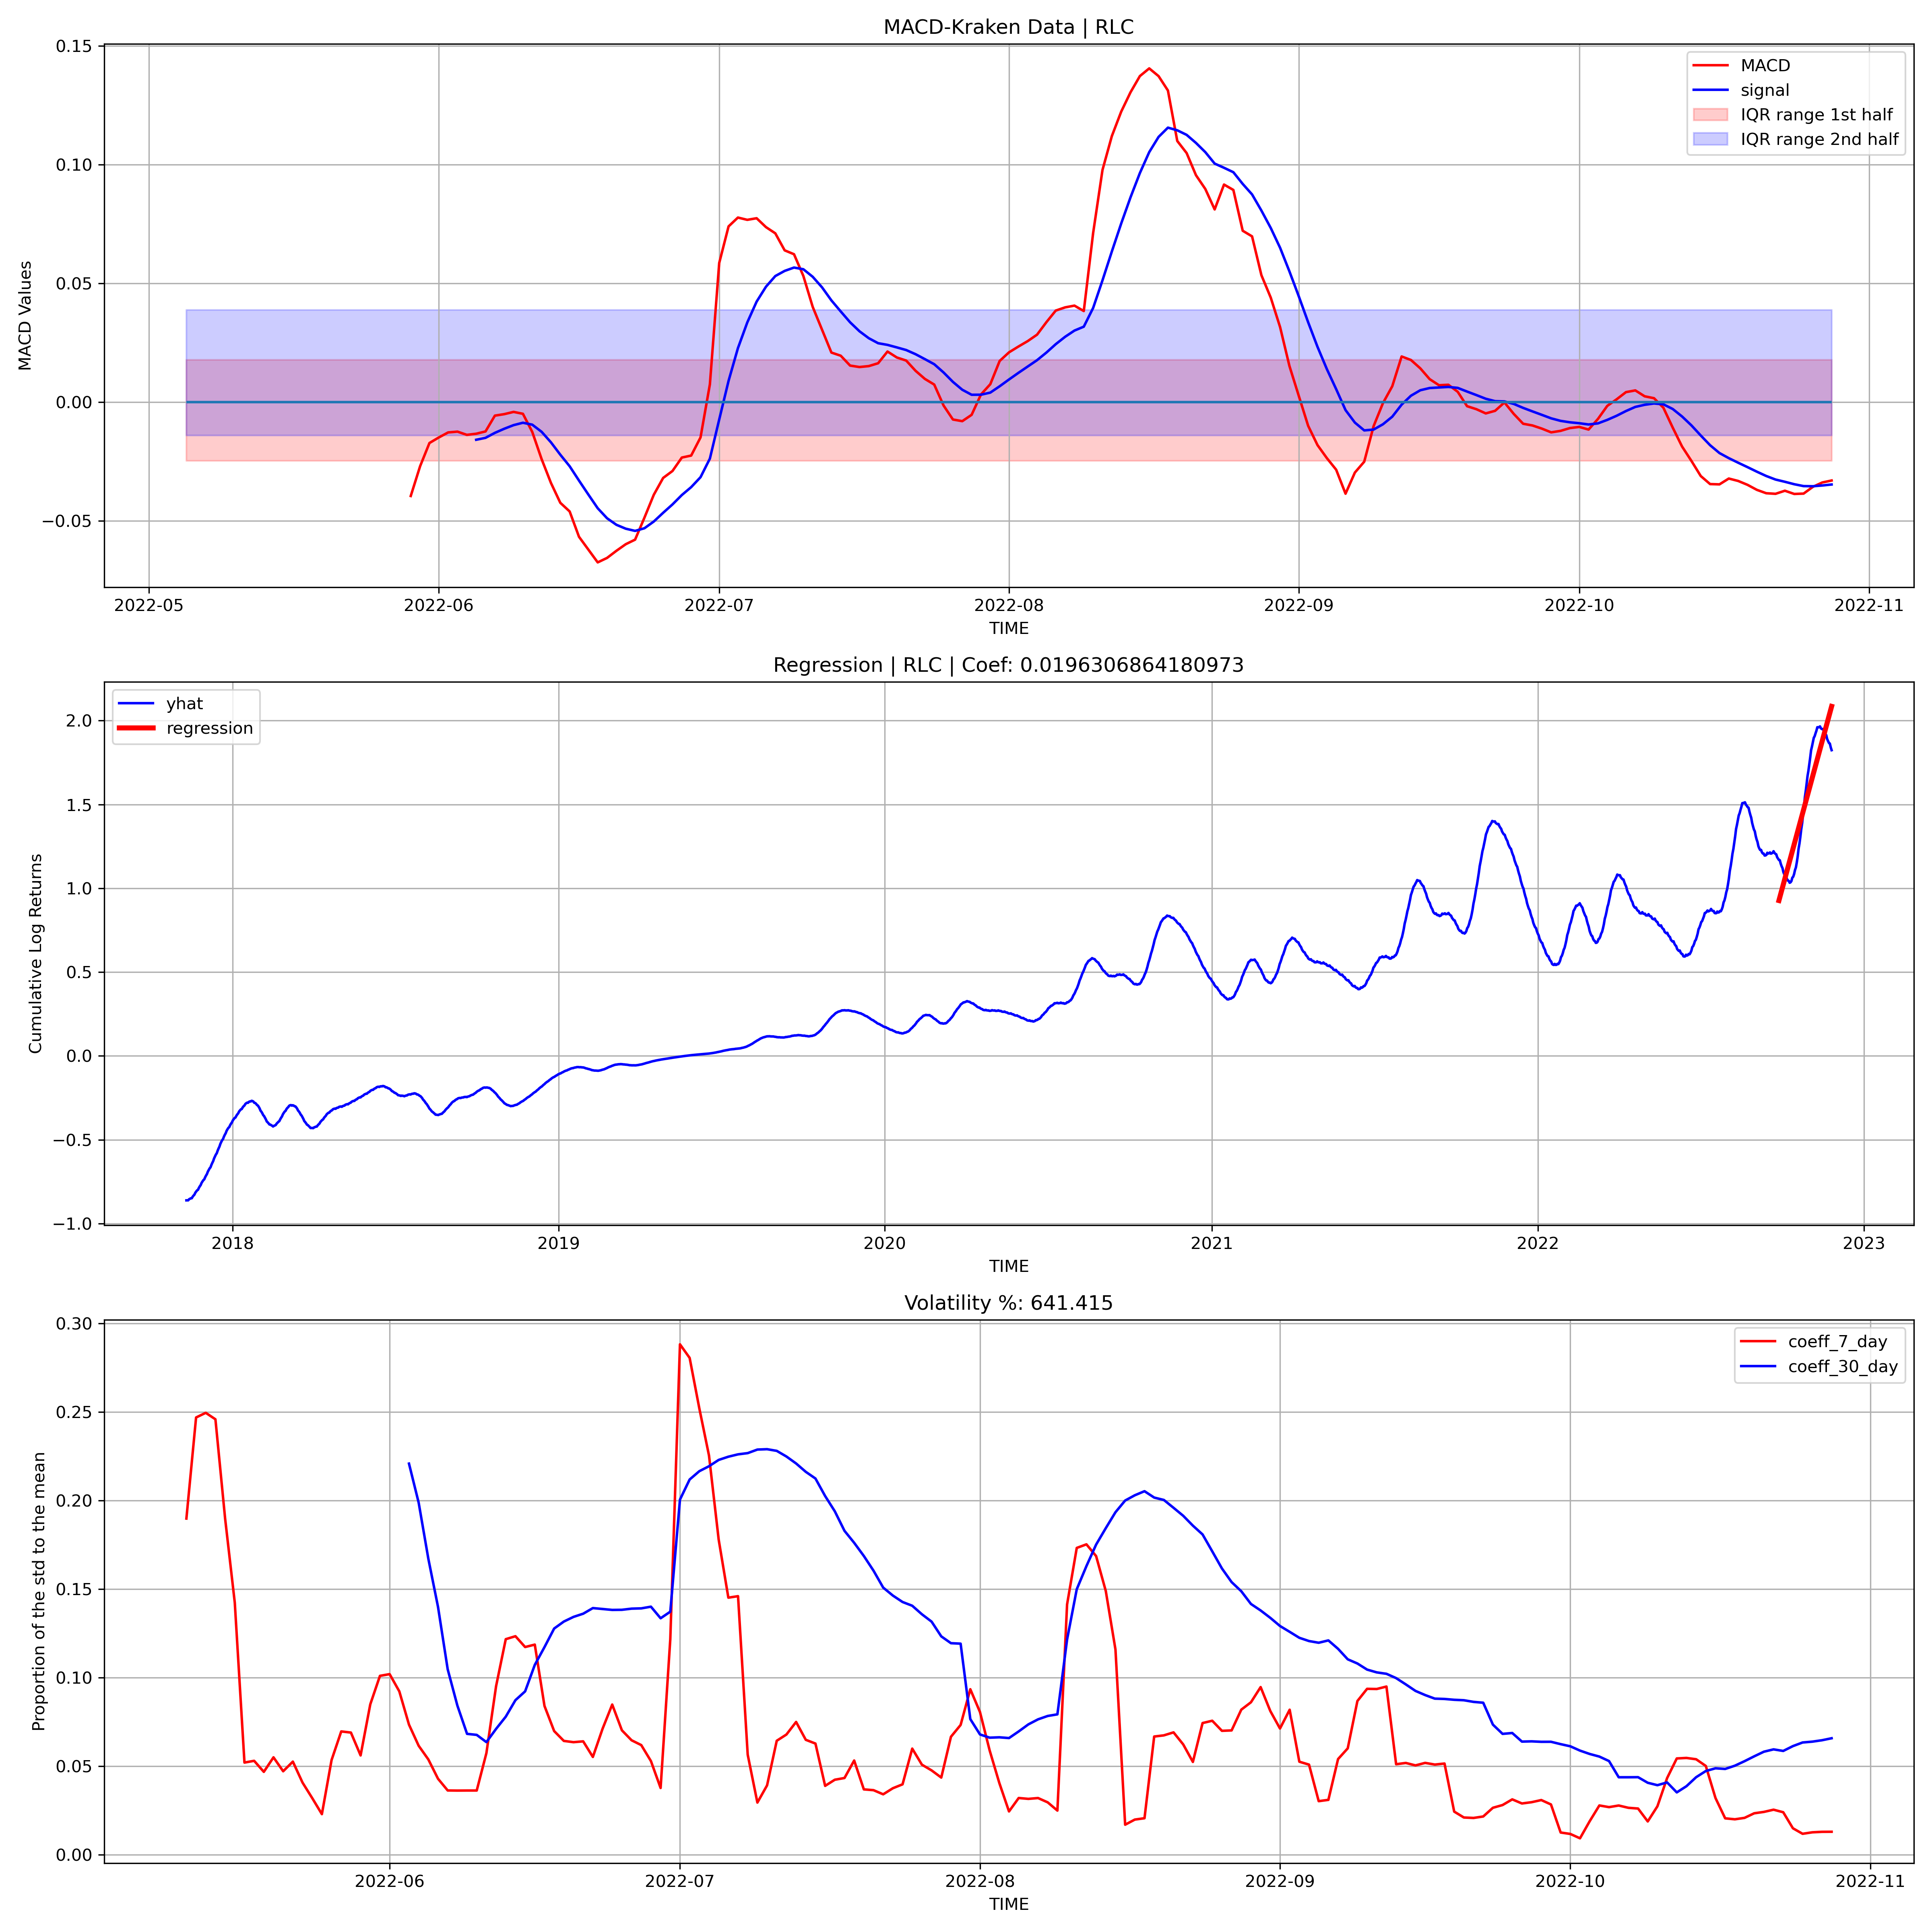 MACD-Kraken Data | RLC
MACD Values
0.15
0.10
0.05
0.00
−0.05
MACD
signal
IQR range 1st half
IQR range 2nd half
2022-05 2022-06 2022-07 2022-08 2022-09 2022-10 2022-11
TIME
Regression | RLC | Coef: 0.0196306864180973
Cumulative Log Returns
2.0
1.5
1.0
0.5
0.0
−0.5
−1.0
yhat
regression
2018 2019 2020 2021 2022 2023
TIME
Volatility %: 641.415
Proportion of the std to the mean
0.30
0.25
0.20
0.15
0.10
0.05
0.00
coeff_7_day
coeff_30_day
2022-06 2022-07 2022-08 2022-09 2022-10 2022-11
TIME